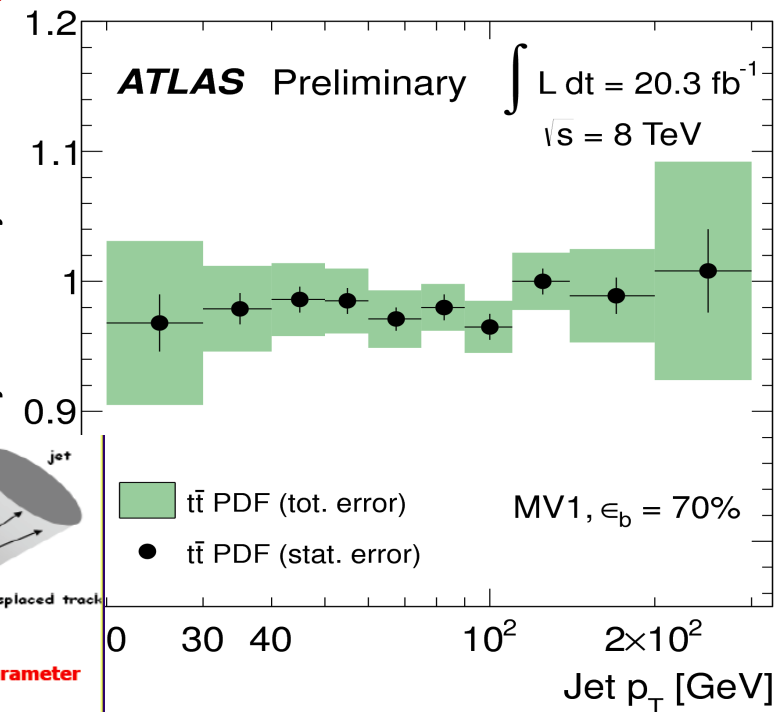 1.2
ATLAS Preliminary ∫ L dt = 20.3 fb⁻¹
√s = 8 TeV
1.1
1
0.9
jet
tt̄ PDF (tot. error)
MV1, ϵ_b = 70%
tt̄ PDF (stat. error)
splaced track
0 30 40 10² 2×10²
rameter
Jet p_T [GeV]